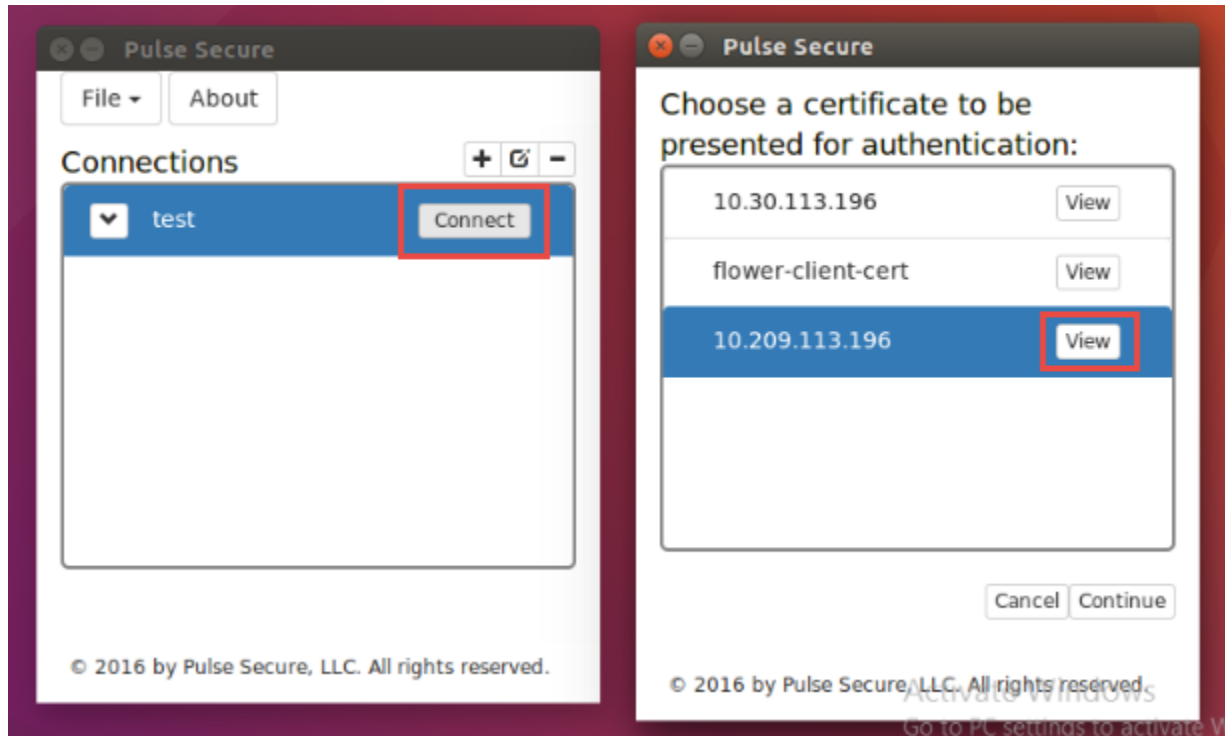 Pulse Secure
File About
Connections
test Connect
© 2016 by Pulse Secure, LLC. All rights reserved.
Pulse Secure
Choose a certificate to be
presented for authentication:
10.30.113.196 View
flower-client-cert View
10.209.113.196 View
Cancel Continue
© 2016 by Pulse Secure, LLC. All rights reserved.
Activate Windows
Go to PC settings to activate W